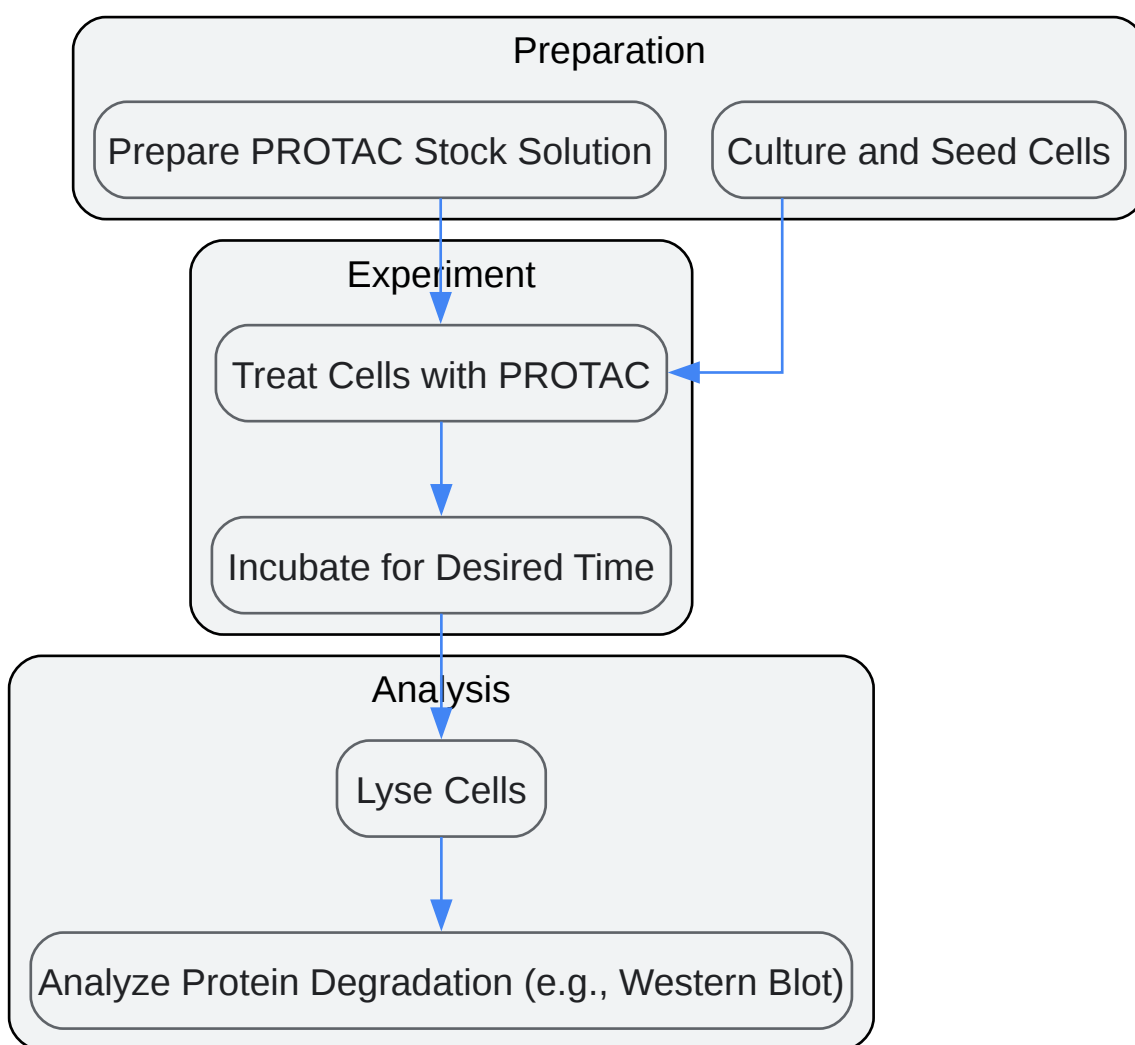 Preparation
Prepare PROTAC Stock Solution
Culture and Seed Cells
Experiment
Treat Cells with PROTAC
Incubate for Desired Time
Analysis
Lyse Cells
Analyze Protein Degradation (e.g., Western Blot)